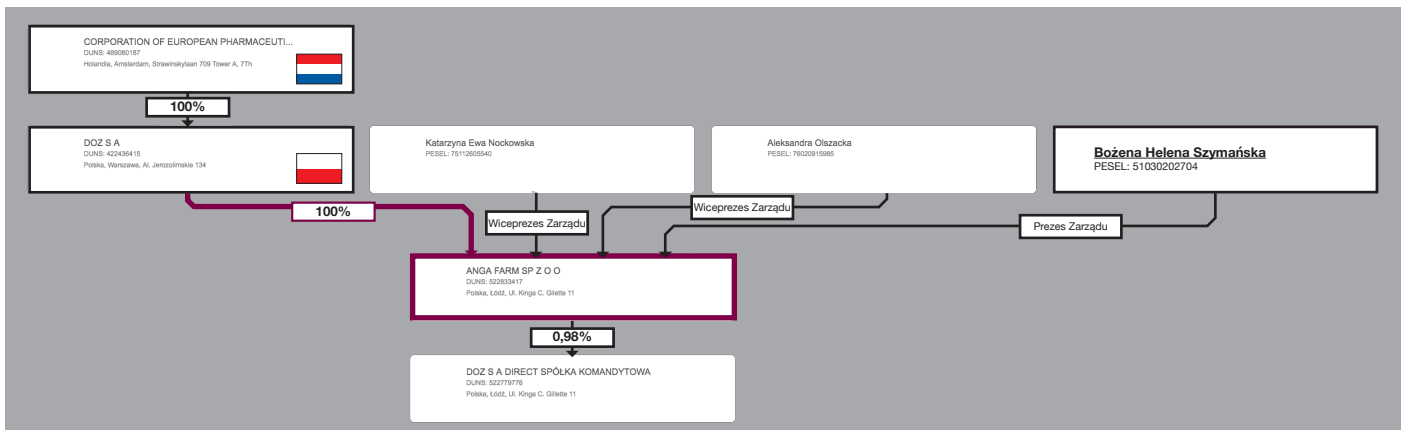 CORPORATION OF EUROPEAN PHARMACEUTI...
DUNS: 489080187
Holandia, Amsterdam, Strawinskylaan 709 Tower A, 7Th
100%
DOZ S A
DUNS: 422436415
Polska, Warszawa, Al. Jerozolimskie 134
Katarzyna Ewa Nockowska
PESEL: 75112605540
Aleksandra Olszacka
PESEL: 76020915985
Bożena Helena Szymańska
PESEL: 51030202704
100%
Wiceprezes Zarządu
Wiceprezes Zarządu
Prezes Zarządu
ANGA FARM SP Z O O
DUNS: 522833417
Polska, Łódź, Ul. Kinga C. Gilette 11
0,98%
DOZ S A DIRECT SPÓŁKA KOMANDYTOWA
DUNS: 522779776
Polska, Łódź, Ul. Kinga C. Gillette 11